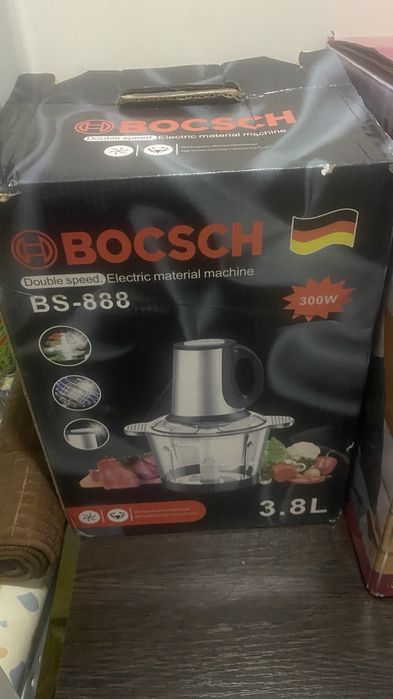 BOCSCH
Double speed. Electric material machine
BOCSCH
Double speed. Electric material machine
BS-888
300W
3.8L